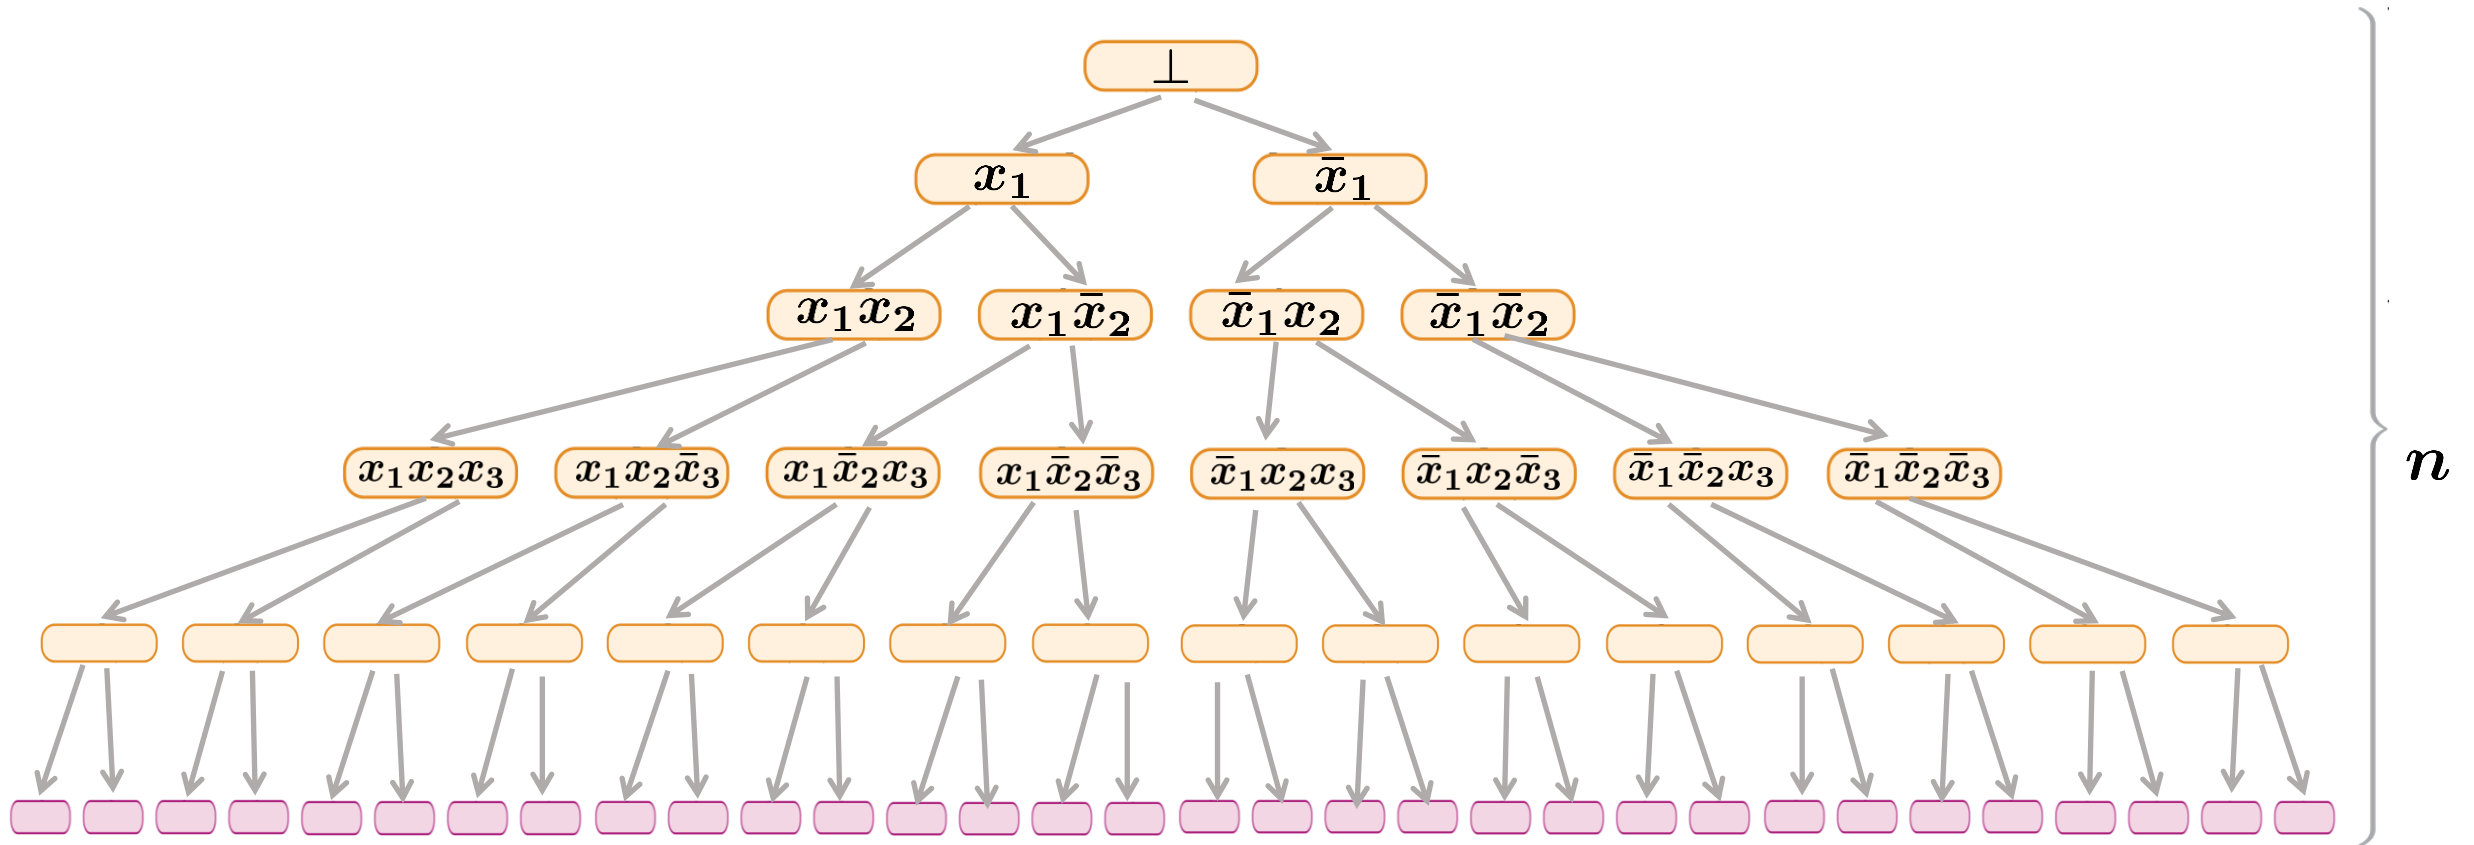 ⊥
x₁ x̄₁
x₁x₂ x₁x̄₂ x̄₁x₂ x̄₁x̄₂
x₁x₂x₃ x₁x₂x̄₃ x₁x̄₂x₃ x₁x̄₂x̄₃ x̄₁x₂x₃ x̄₁x₂x̄₃ x̄₁x̄₂x₃ x̄₁x̄₂x̄₃
n